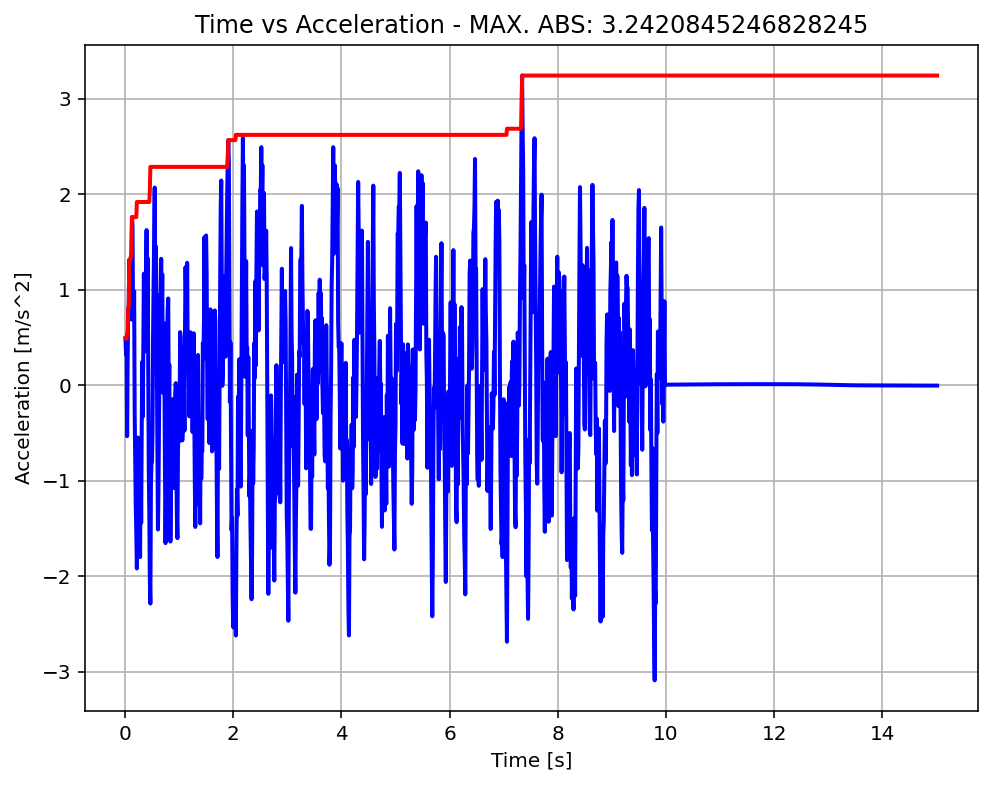 Time vs Acceleration - MAX. ABS: 3.2420845246828245
Acceleration [m/s^2]
3
2
1
0
−1
−2
−3
0 2 4 6 8 10 12 14
Time [s]